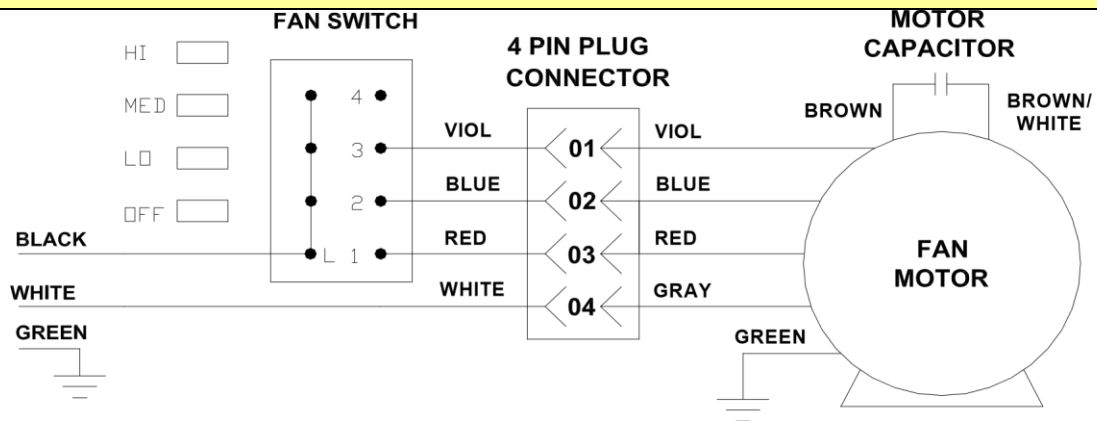 FAN SWITCH
HI
MED
LO
OFF
4
3
2
L 1
BLACK
WHITE
GREEN
4 PIN PLUG
CONNECTOR
VIOL
01
VIOL
BLUE
02
BLUE
RED
03
RED
WHITE
04
GRAY
GREEN
MOTOR
CAPACITOR
BROWN
BROWN/
WHITE
FAN
MOTOR